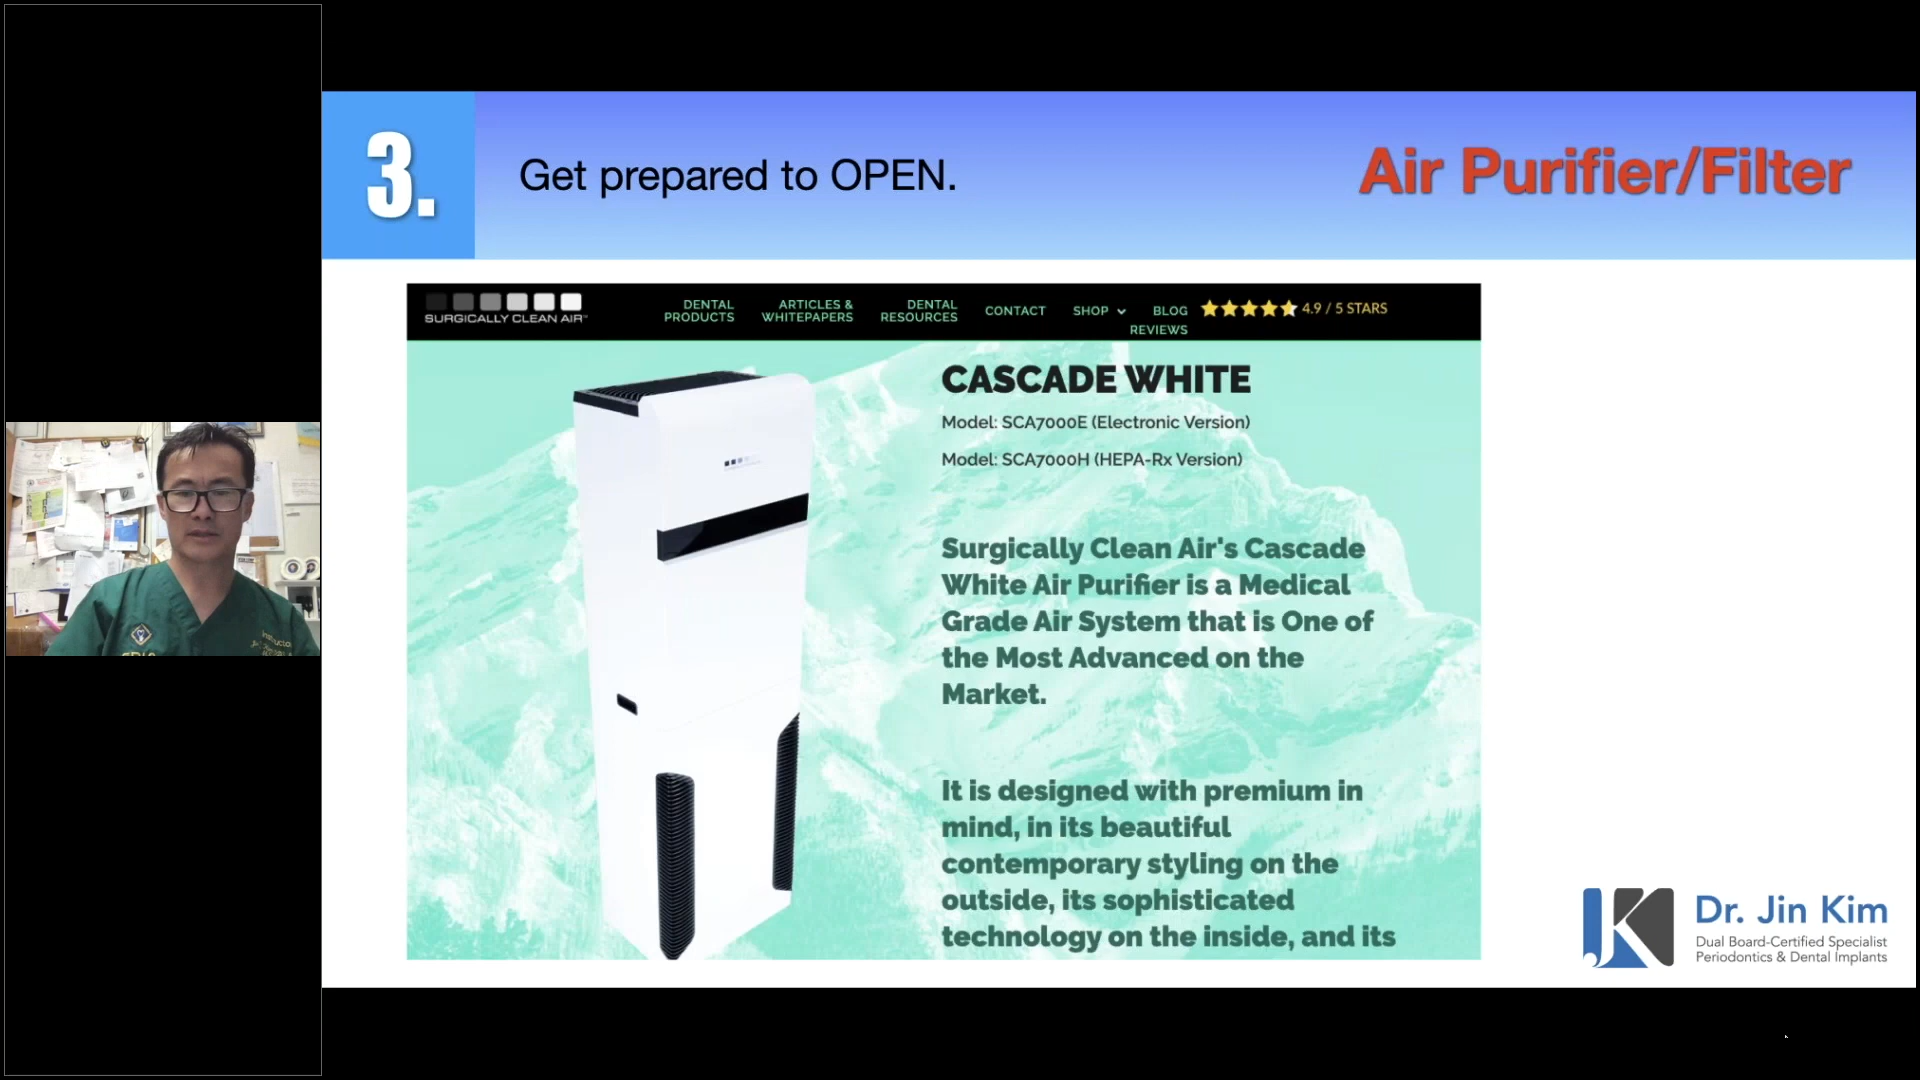 3.
Get prepared to OPEN.
Air Purifier/Filter
SURGICALLY CLEAN AIR™
DENTAL
PRODUCTS
ARTICLES &
WHITEPAPERS
DENTAL
RESOURCES
CONTACT
SHOP
BLOG
REVIEWS
4.9 / 5 STARS
CASCADE WHITE
Model: SCA7000E (Electronic Version)
Model: SCA7000H (HEPA-Rx Version)
Surgically Clean Air's Cascade
White Air Purifier is a Medical
Grade Air System that is One of
the Most Advanced on the
Market.
It is designed with premium in
mind, in its beautiful
contemporary styling on the
outside, its sophisticated
technology on the inside, and its
JK
Dr. Jin Kim
Dual Board-Certified Specialist
Periodontics & Dental Implants